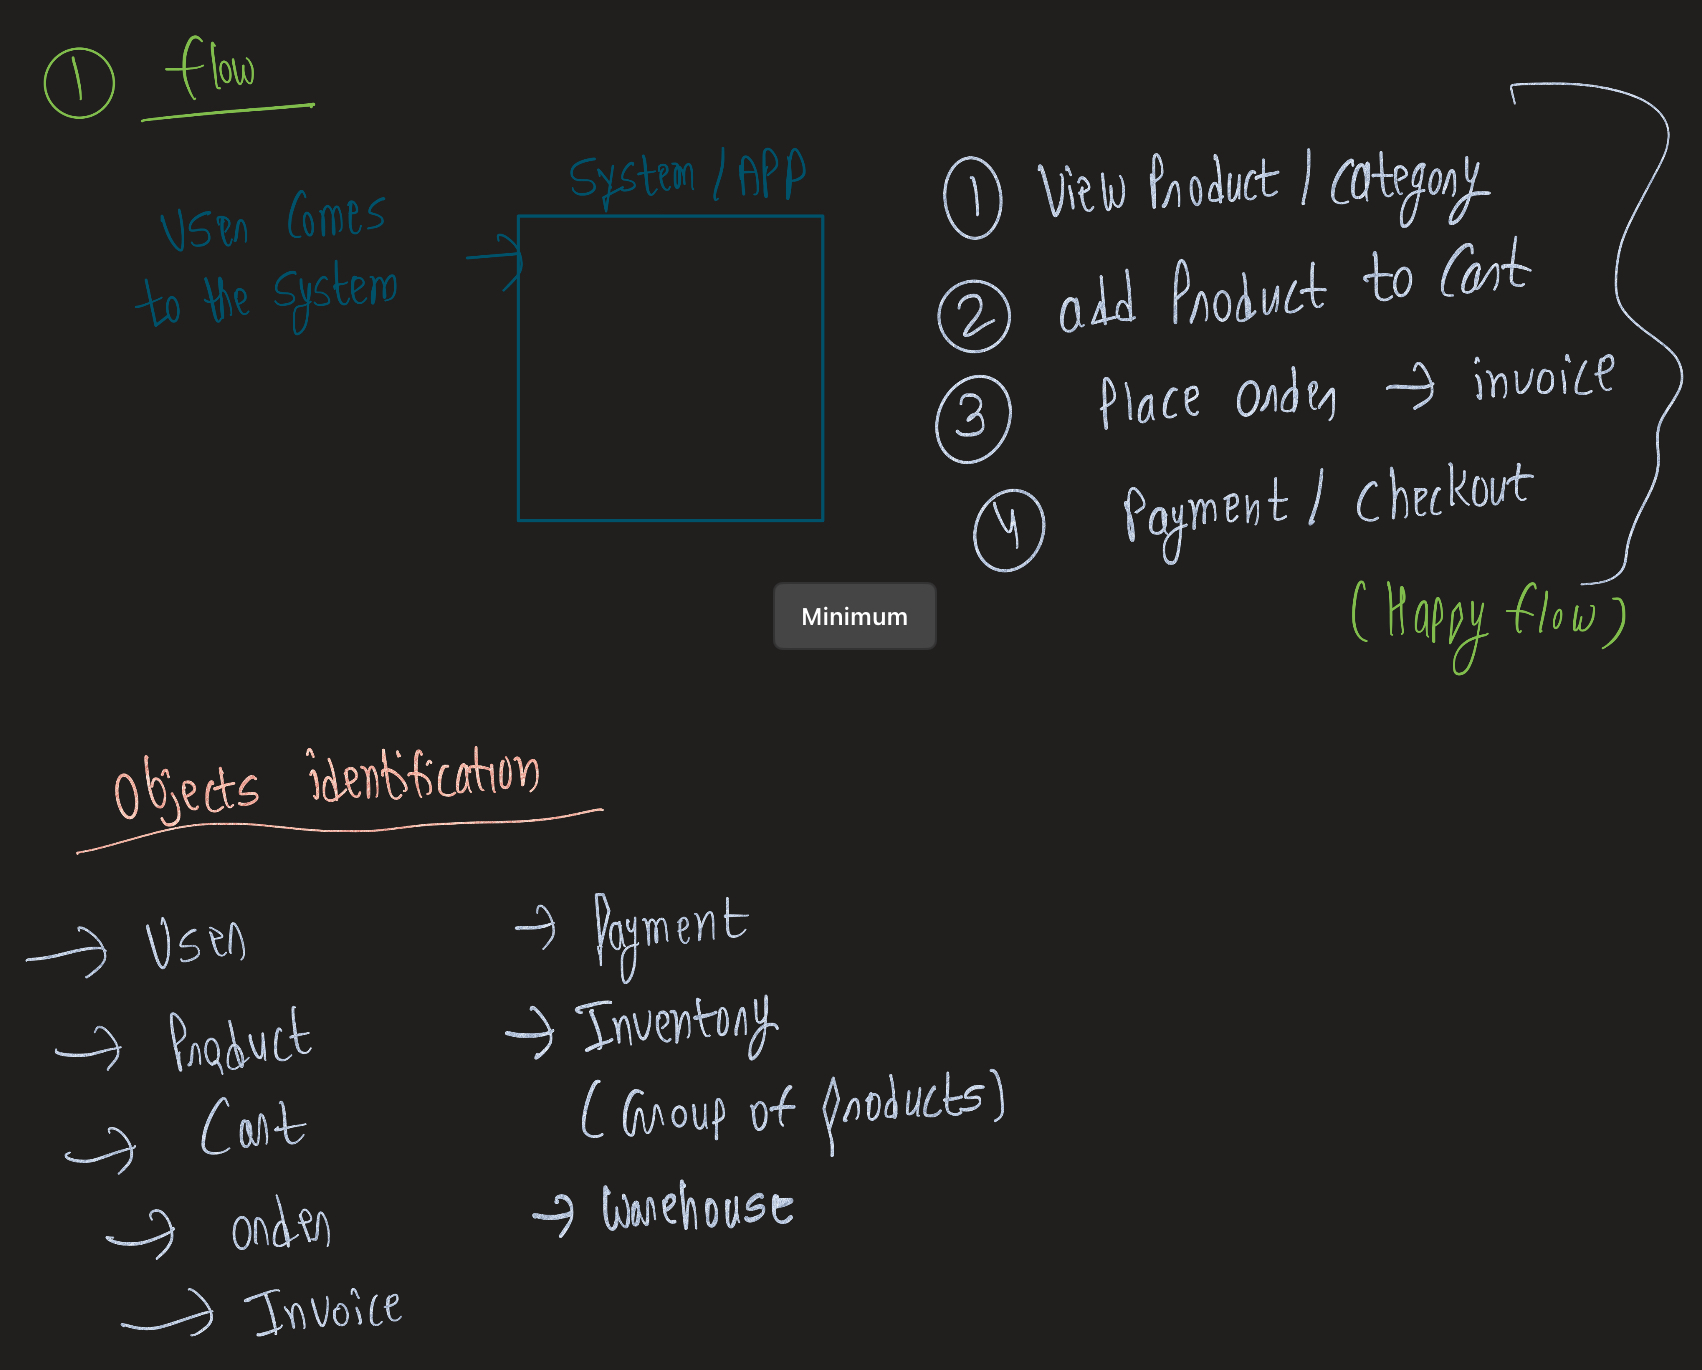 ① flow
System / APP
User Comes
to the System
① View Product / Category
② add Product to Cart
③ Place order → invoice
④ Payment / Checkout
(Happy flow)
Minimum
Objects identification
→ User
→ Product
→ Cart
→ order
→ Invoice
→ Payment
→ Inventory
(Group of Products)
→ Warehouse